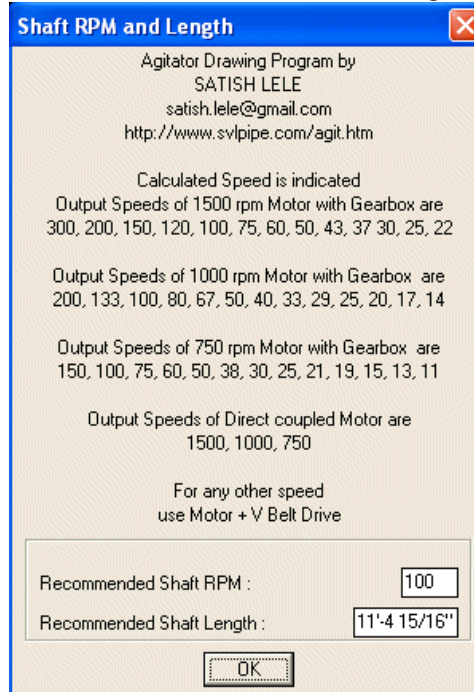 Shaft RPM and Length
Agitator Drawing Program by
SATISH LELE
satish.lele@gmail.com
http://www.svlpipe.com/agit.htm
Calculated Speed is indicated
Output Speeds of 1500 rpm Motor with Gearbox are
300, 200, 150, 120, 100, 75, 60, 50, 43, 37 30, 25, 22
Output Speeds of 1000 rpm Motor with Gearbox are
200, 133, 100, 80, 67, 50, 40, 33, 29, 25, 20, 17, 14
Output Speeds of 750 rpm Motor with Gearbox are
150, 100, 75, 60, 50, 38, 30, 25, 21, 19, 15, 13, 11
Output Speeds of Direct coupled Motor are
1500, 1000, 750
For any other speed
use Motor + V Belt Drive
Recommended Shaft RPM : 100
Recommended Shaft Length : 11'-4 15/16"
OK